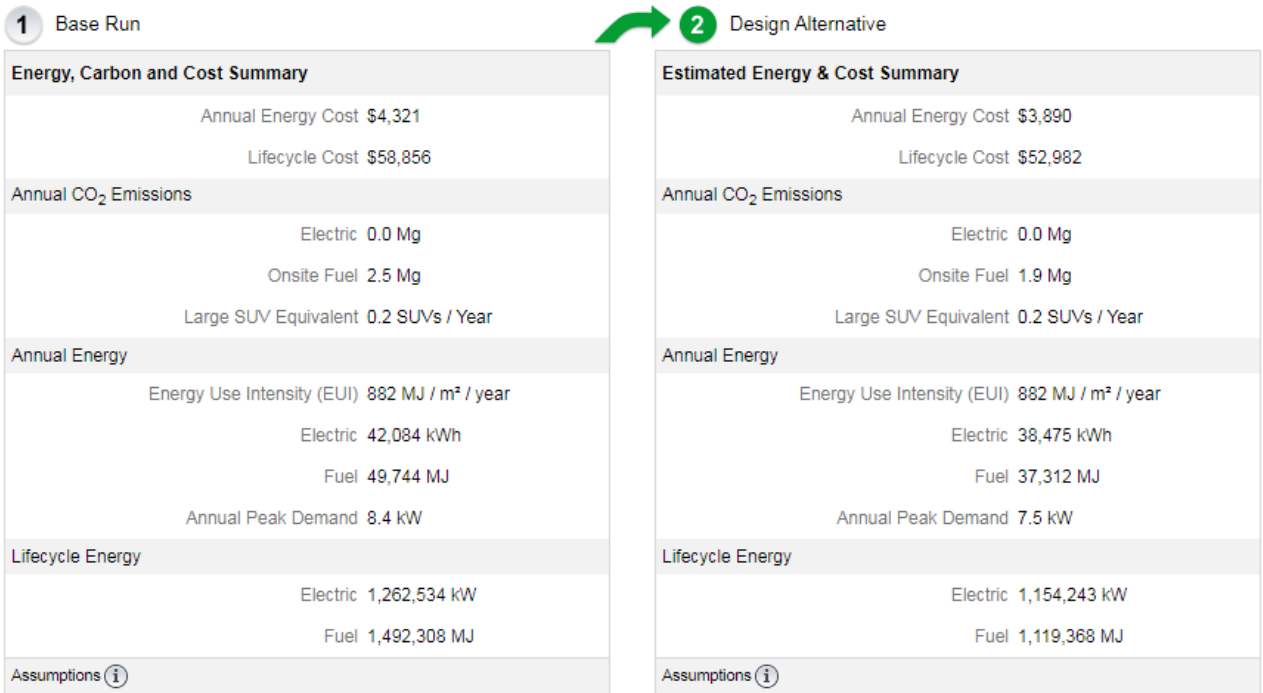 1 Base Run
Energy, Carbon and Cost Summary
Annual Energy Cost $4,321
Lifecycle Cost $58,856
Annual CO₂ Emissions
Electric 0.0 Mg
Onsite Fuel 2.5 Mg
Large SUV Equivalent 0.2 SUVs / Year
Annual Energy
Energy Use Intensity (EUI) 882 MJ / m² / year
Electric 42,084 kWh
Fuel 49,744 MJ
Annual Peak Demand 8.4 kW
Lifecycle Energy
Electric 1,262,534 kW
Fuel 1,492,308 MJ
Assumptions i
2 Design Alternative
Estimated Energy & Cost Summary
Annual Energy Cost $3,890
Lifecycle Cost $52,982
Annual CO₂ Emissions
Electric 0.0 Mg
Onsite Fuel 1.9 Mg
Large SUV Equivalent 0.2 SUVs / Year
Annual Energy
Energy Use Intensity (EUI) 882 MJ / m² / year
Electric 38,475 kWh
Fuel 37,312 MJ
Annual Peak Demand 7.5 kW
Lifecycle Energy
Electric 1,154,243 kW
Fuel 1,119,368 MJ
Assumptions i